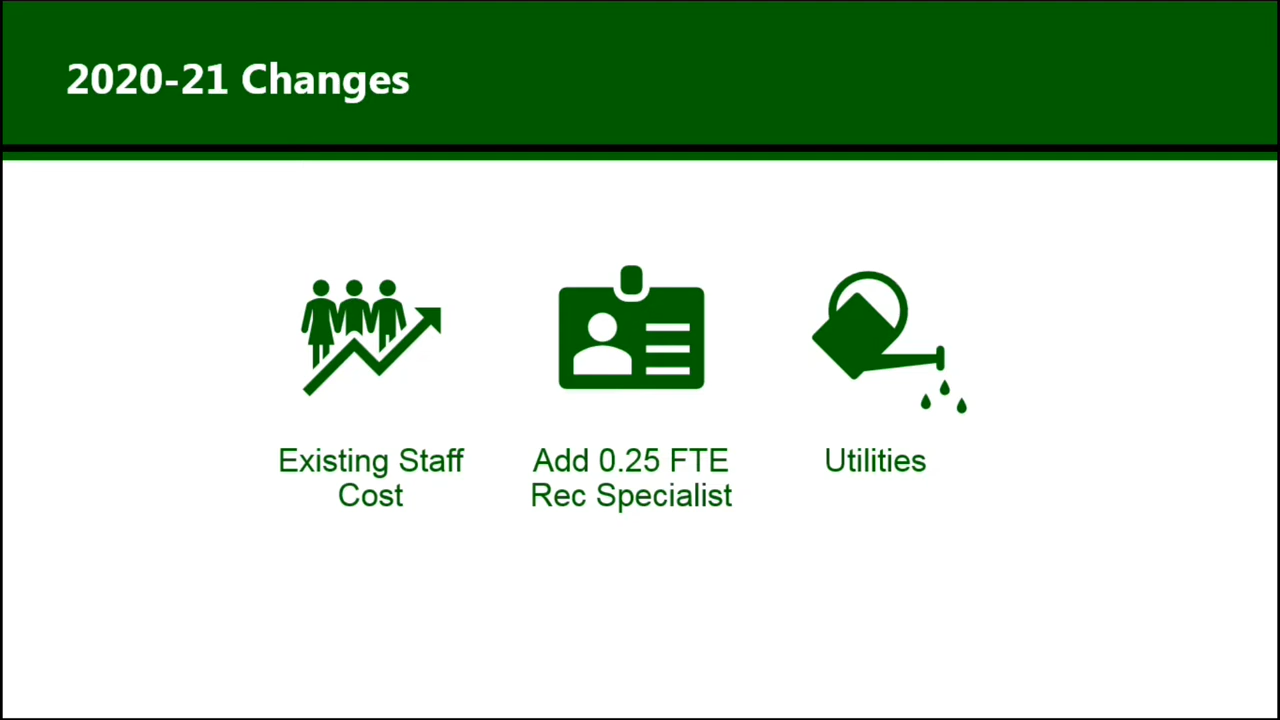 2020-21 Changes
Existing Staff
Cost
Add 0.25 FTE
Rec Specialist
Utilities